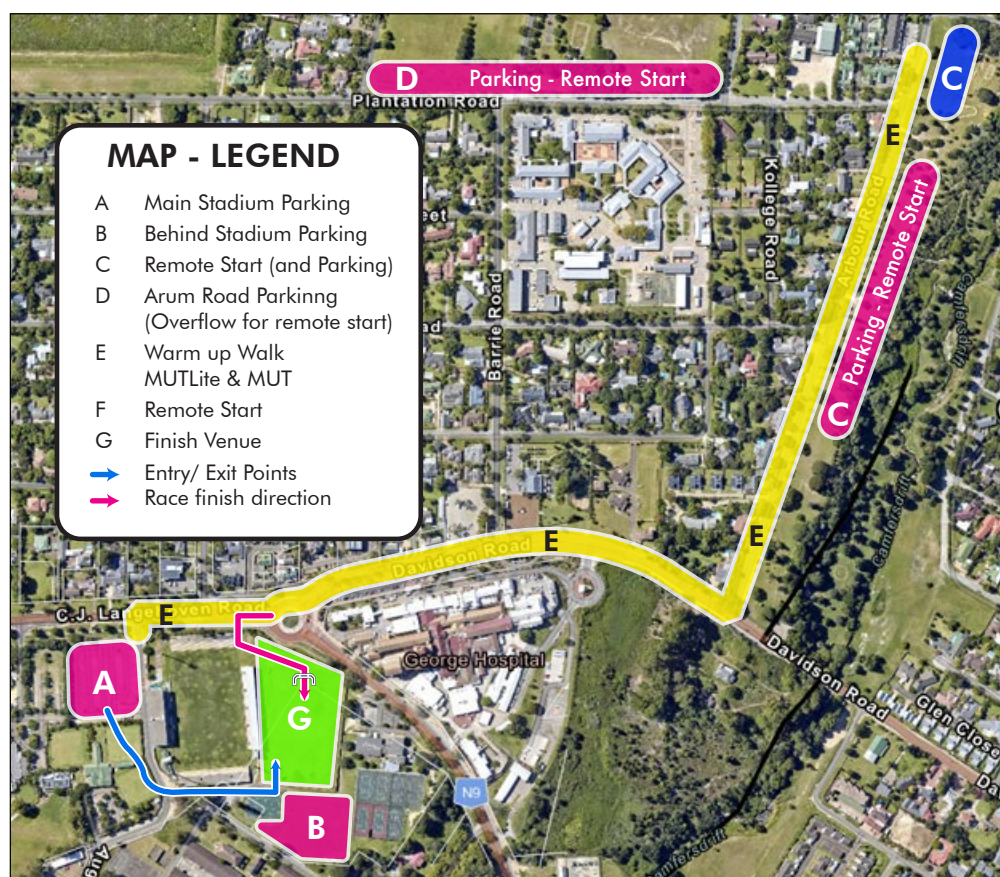 D Parking - Remote Start
Plantation Road
C
E
MAP - LEGEND
A Main Stadium Parking
B Behind Stadium Parking
C Remote Start (and Parking)
D Arum Road Parkinng
(Overflow for remote start)
E Warm up Walk
MUTLite & MUT
F Remote Start
G Finish Venue
Entry/ Exit Points
Race finish direction
Kollege Road
Arbour Road
C Parking - Remote Start
Camfersdrift
Barrie Road
Camfersdrift
E
E
Davidson Road
C.J. Langenhoven Road
E
A
George Hospital
G
Davidson Road
Glen Close
N9
B
Camfersdrift